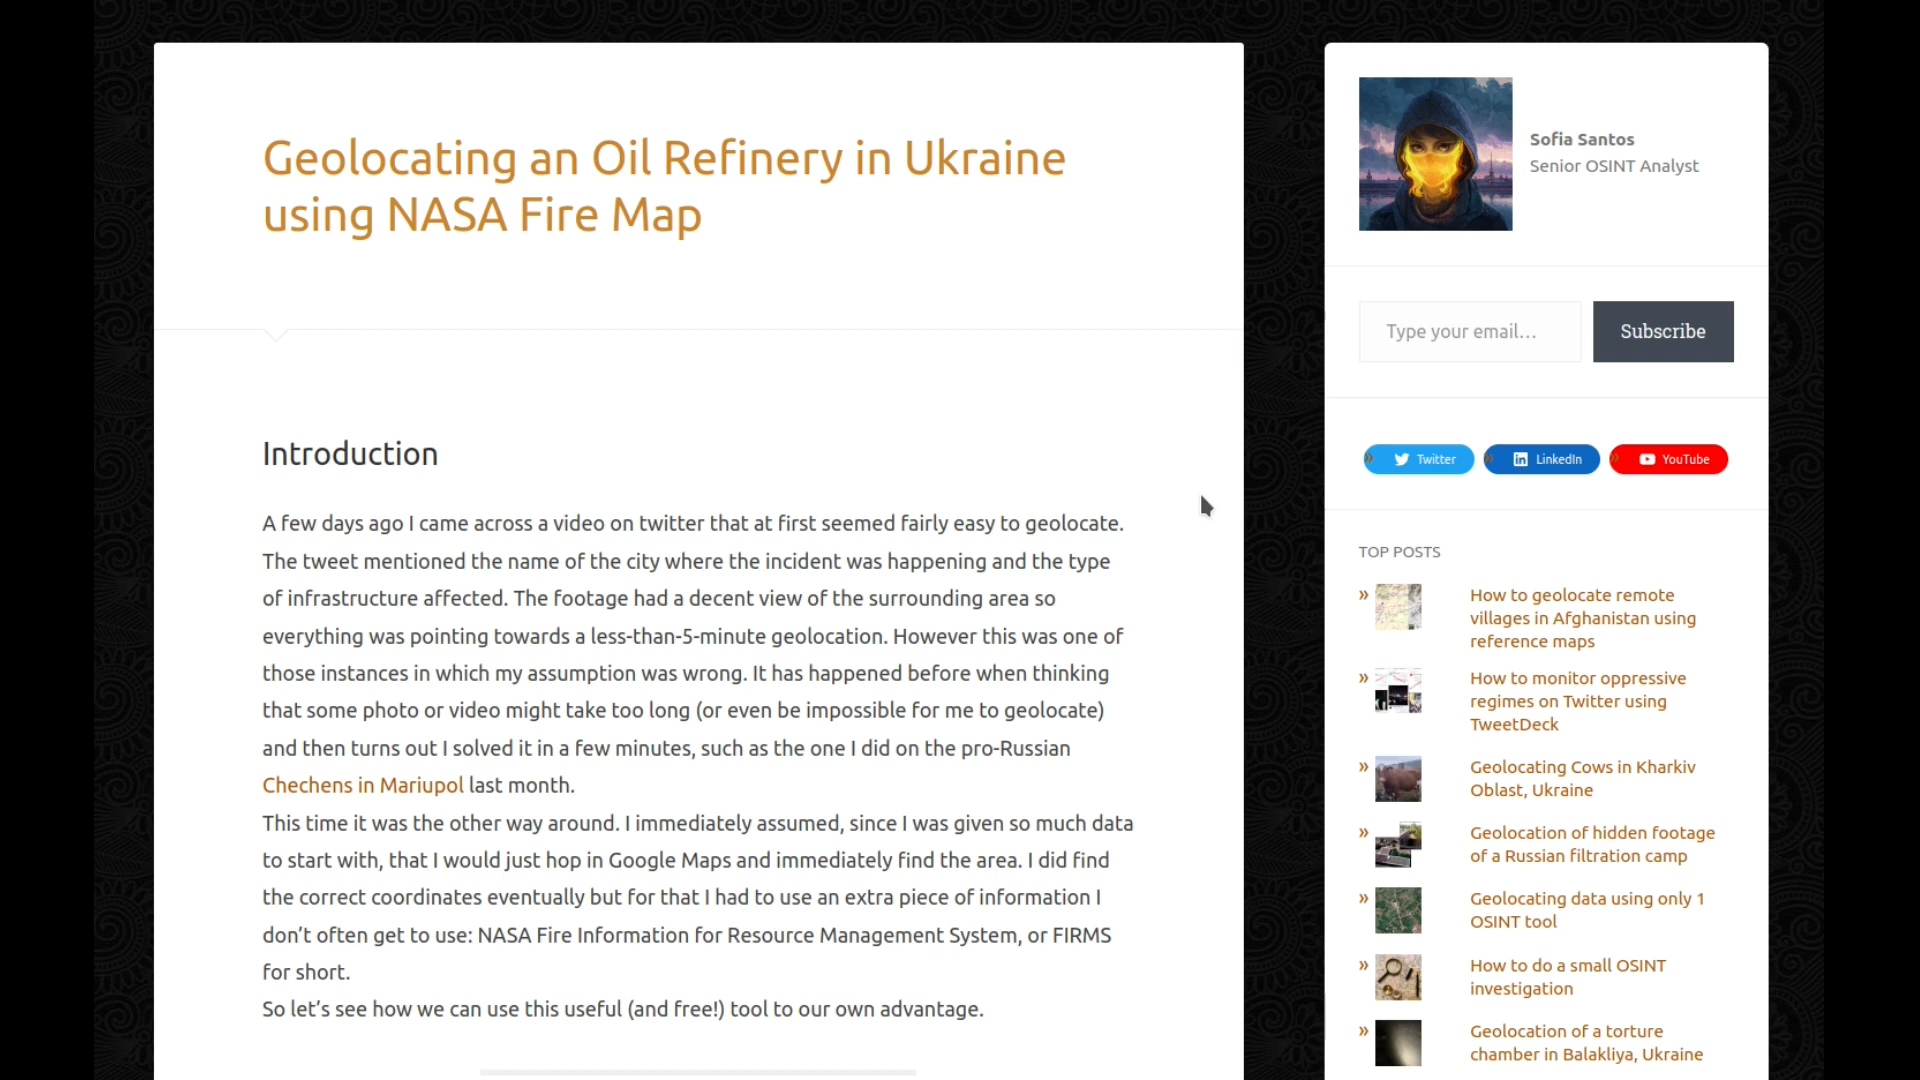 Geolocating an Oil Refinery in Ukraine
using NASA Fire Map
Introduction
A few days ago I came across a video on twitter that at first seemed fairly easy to geolocate.
The tweet mentioned the name of the city where the incident was happening and the type
of infrastructure affected. The footage had a decent view of the surrounding area so
everything was pointing towards a less-than-5-minute geolocation. However this was one of
those instances in which my assumption was wrong. It has happened before when thinking
that some photo or video might take too long (or even be impossible for me to geolocate)
and then turns out I solved it in a few minutes, such as the one I did on the pro-Russian
Chechens in Mariupol last month.
This time it was the other way around. I immediately assumed, since I was given so much data
to start with, that I would just hop in Google Maps and immediately find the area. I did find
the correct coordinates eventually but for that I had to use an extra piece of information I
don’t often get to use: NASA Fire Information for Resource Management System, or FIRMS
for short.
So let’s see how we can use this useful (and free!) tool to our own advantage.
Sofia Santos
Senior OSINT Analyst
Type your email…
Subscribe
» Twitter
» LinkedIn
» YouTube
TOP POSTS
» How to geolocate remote
villages in Afghanistan using
reference maps
» How to monitor oppressive
regimes on Twitter using
TweetDeck
» Geolocating Cows in Kharkiv
Oblast, Ukraine
» Geolocation of hidden footage
of a Russian filtration camp
» Geolocating data using only 1
OSINT tool
» How to do a small OSINT
investigation
» Geolocation of a torture
chamber in Balakliya, Ukraine